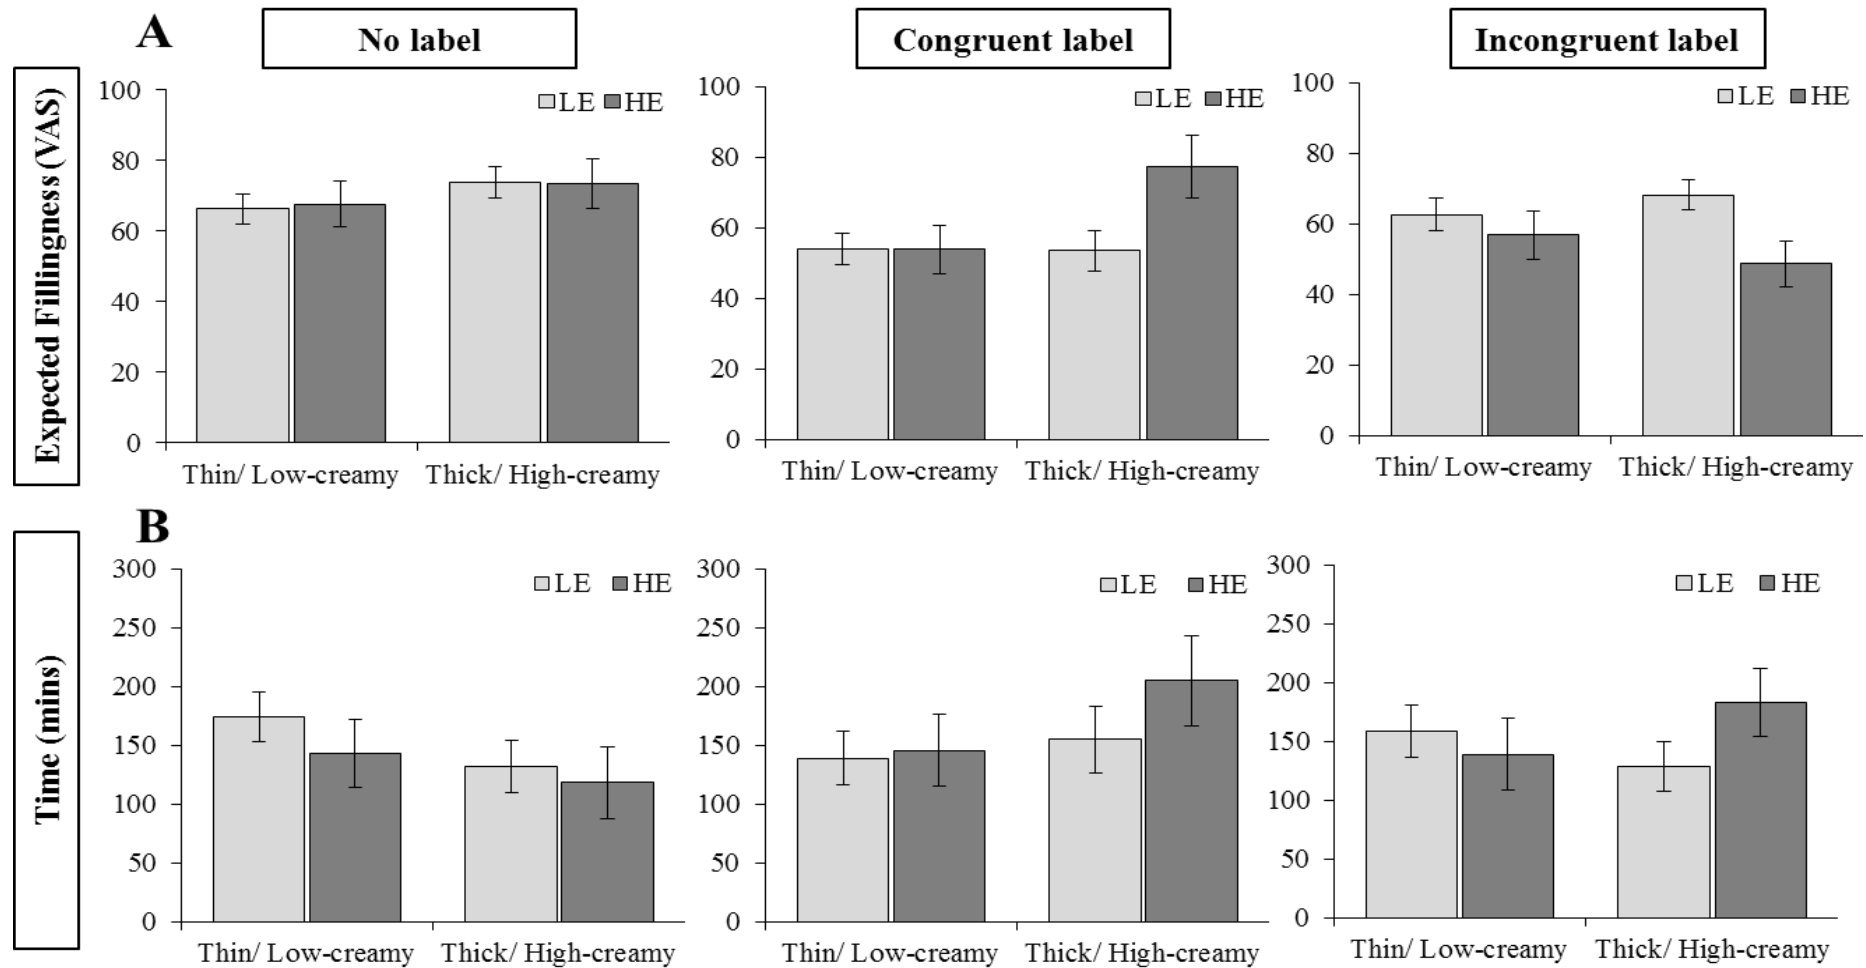 A
No label
Congruent label
Incongruent label
Expected Fillingness (VAS)
LE HE
100
80
60
40
20
0
Thin/ Low-creamy Thick/ High-creamy
LE HE
100
80
60
40
20
0
Thin/ Low-creamy Thick/ High-creamy
LE HE
100
80
60
40
20
0
Thin/ Low-creamy Thick/ High-creamy
B
Time (mins)
LE HE
300
250
200
150
100
50
0
Thin/ Low-creamy Thick/ High-creamy
LE HE
300
250
200
150
100
50
0
Thin/ Low-creamy Thick/ High-creamy
LE HE
300
250
200
150
100
50
0
Thin/ Low-creamy Thick/ High-creamy